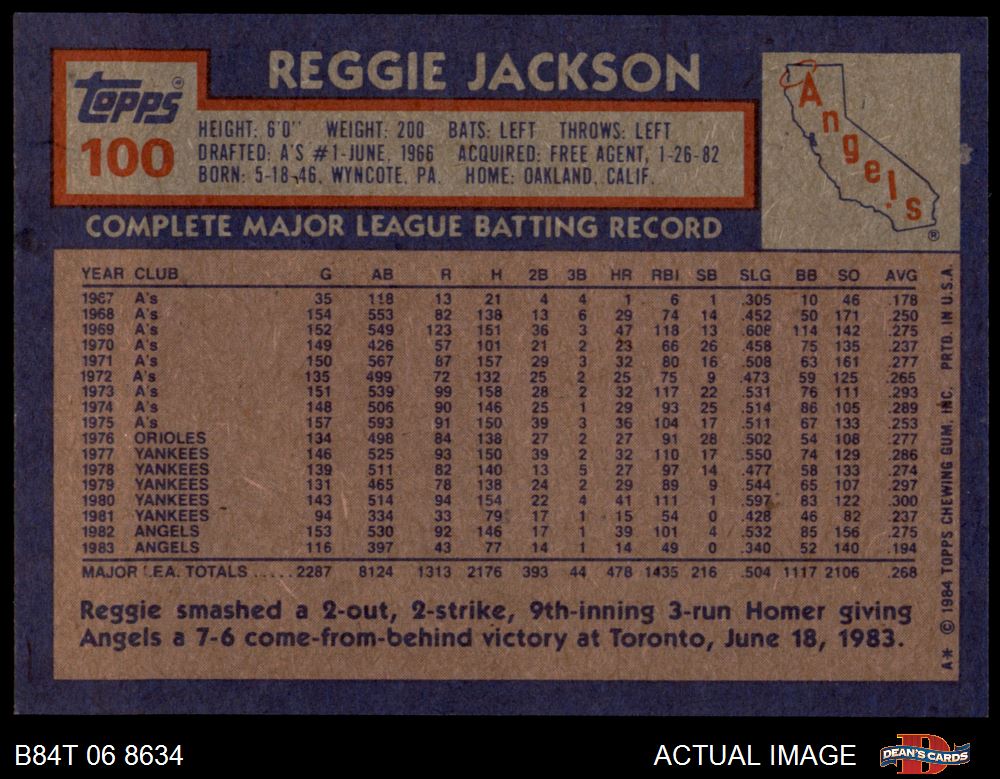 REGGIE JACKSON
TOPPS ®
100
HEIGHT: 6'0" WEIGHT: 200 BATS: LEFT THROWS: LEFT
DRAFTED: A'S #1-JUNE, 1966 ACQUIRED: FREE AGENT, 1-26-82
BORN: 5-18-46, WYNCOTE, PA. HOME: OAKLAND, CALIF.
Angels
®
COMPLETE MAJOR LEAGUE BATTING RECORD
YEAR CLUB G AB R H 2B 3B HR RBI SB SLG BB SO AVG
1967 A's 35 118 13 21 4 4 1 6 1 .305 10 46 .178
1968 A's 154 553 82 138 13 6 29 74 14 .452 50 171 .250
1969 A's 152 549 123 151 36 3 47 118 13 .608 114 142 .275
1970 A's 149 426 57 101 21 2 23 66 26 .458 75 135 .237
1971 A's 150 567 87 157 29 3 32 80 16 .508 63 161 .277
1972 A's 135 499 72 132 25 2 25 75 9 .473 59 125 .265
1973 A's 151 539 99 158 28 2 32 117 22 .531 76 111 .293
1974 A's 148 506 90 146 25 1 29 93 25 .514 86 105 .289
1975 A's 157 593 91 150 39 3 36 104 17 .511 67 133 .253
1976 ORIOLES 134 498 84 138 27 2 27 91 28 .502 54 108 .277
1977 YANKEES 146 525 93 150 39 2 32 110 17 .550 74 129 .286
1978 YANKEES 139 511 82 140 13 5 27 97 14 .477 58 133 .274
1979 YANKEES 131 465 78 138 24 2 29 89 9 .544 65 107 .297
1980 YANKEES 143 514 94 154 22 4 41 111 1 .597 83 122 .300
1981 YANKEES 94 334 33 79 17 1 15 54 0 .428 46 82 .237
1982 ANGELS 153 530 92 146 17 1 39 101 4 .532 85 156 .275
1983 ANGELS 116 397 43 77 14 1 14 49 0 .340 52 140 .194
MAJOR LEA. TOTALS ..... 2287 8124 1313 2176 393 44 478 1435 216 .504 1117 2106 .268
Reggie smashed a 2-out, 2-strike, 9th-inning 3-run Homer giving
Angels a 7-6 come-from-behind victory at Toronto, June 18, 1983.
A* © 1984 TOPPS CHEWING GUM, INC. PRTD. IN U.S.A.
B84T 06 8634
ACTUAL IMAGE
DEAN'S CARDS